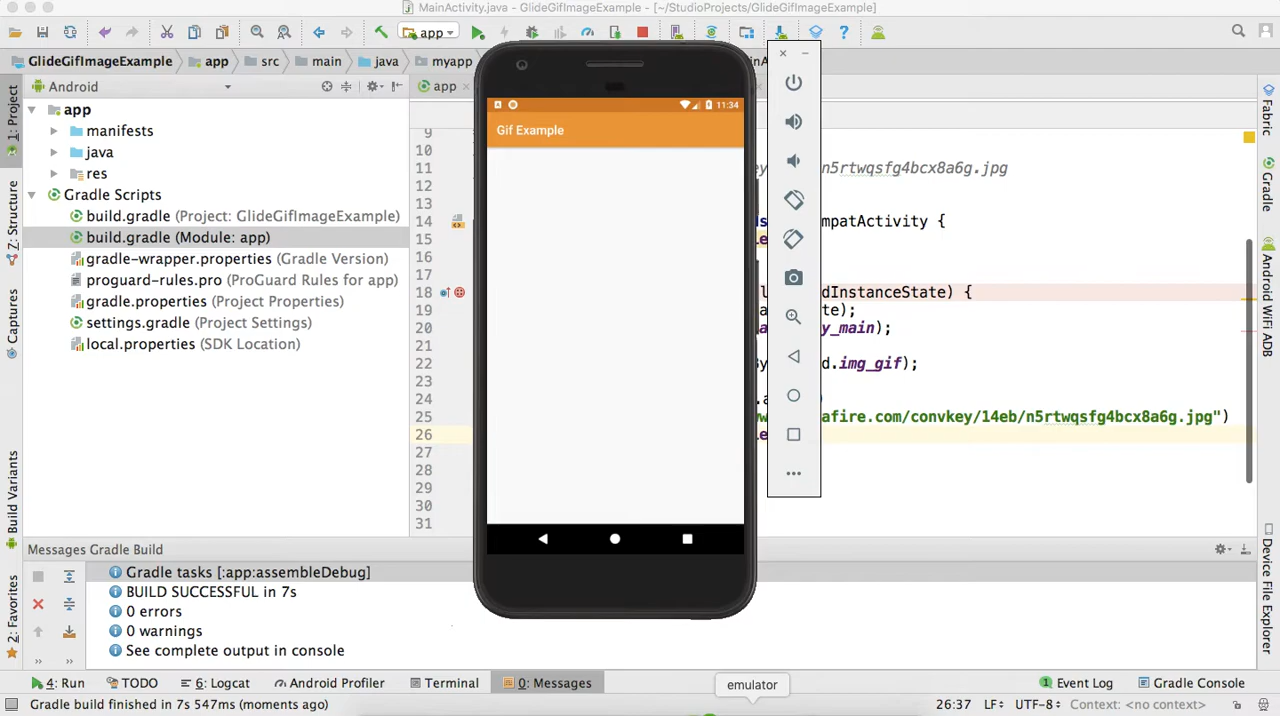 MainActivity.java - GlideGifImageExample - [~/StudioProjects/GlideGifImageExample]
app
GlideGifImageExample app src main java myapp
Android
app
1: Project
Z: Structure
Captures
Build Variants
2: Favorites
app
manifests
java
res
Gradle Scripts
build.gradle (Project: GlideGifImageExample)
build.gradle (Module: app)
gradle-wrapper.properties (Gradle Version)
proguard-rules.pro (ProGuard Rules for app)
gradle.properties (Project Properties)
settings.gradle (Project Settings)
local.properties (SDK Location)
11:34
Gif Example
9
10
11 n5rtwqsfg4bcx8a6g.jpg
12
13
14 mpatActivity {
15
16
17
18 dInstanceState) {
19 te);
20 y_main);
21
22 d.img_gif);
23
24
25 afire.com/convkey/14eb/n5rtwqsfg4bcx8a6g.jpg")
26
27
28
29
30
31
Fabric
Gradle
Android WiFi ADB
Device File Explorer
Messages Gradle Build
Gradle tasks [:app:assembleDebug]
BUILD SUCCESSFUL in 7s
0 errors
0 warnings
See complete output in console
4: Run TODO 6: Logcat Android Profiler Terminal 0: Messages emulator 1 Event Log Gradle Console
Gradle build finished in 7s 547ms (moments ago) 26:37 LF UTF-8 Context: <no context>